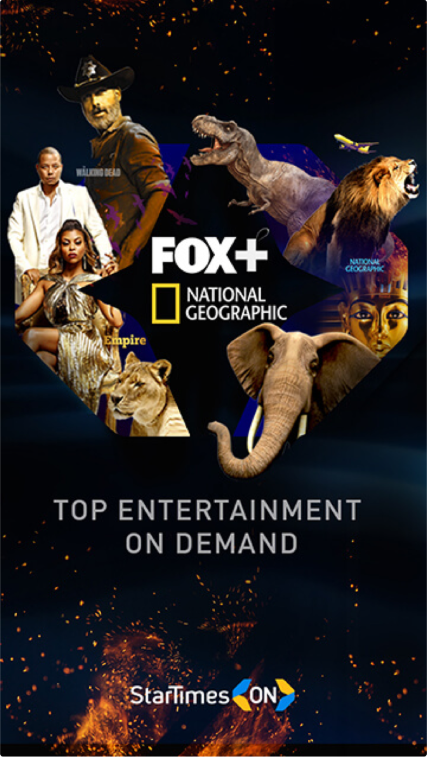 THE
WALKING DEAD
FOX+
NATIONAL
GEOGRAPHIC
NATIONAL
GEOGRAPHIC
Empire
TOP ENTERTAINMENT
ON DEMAND
StarTimes ON